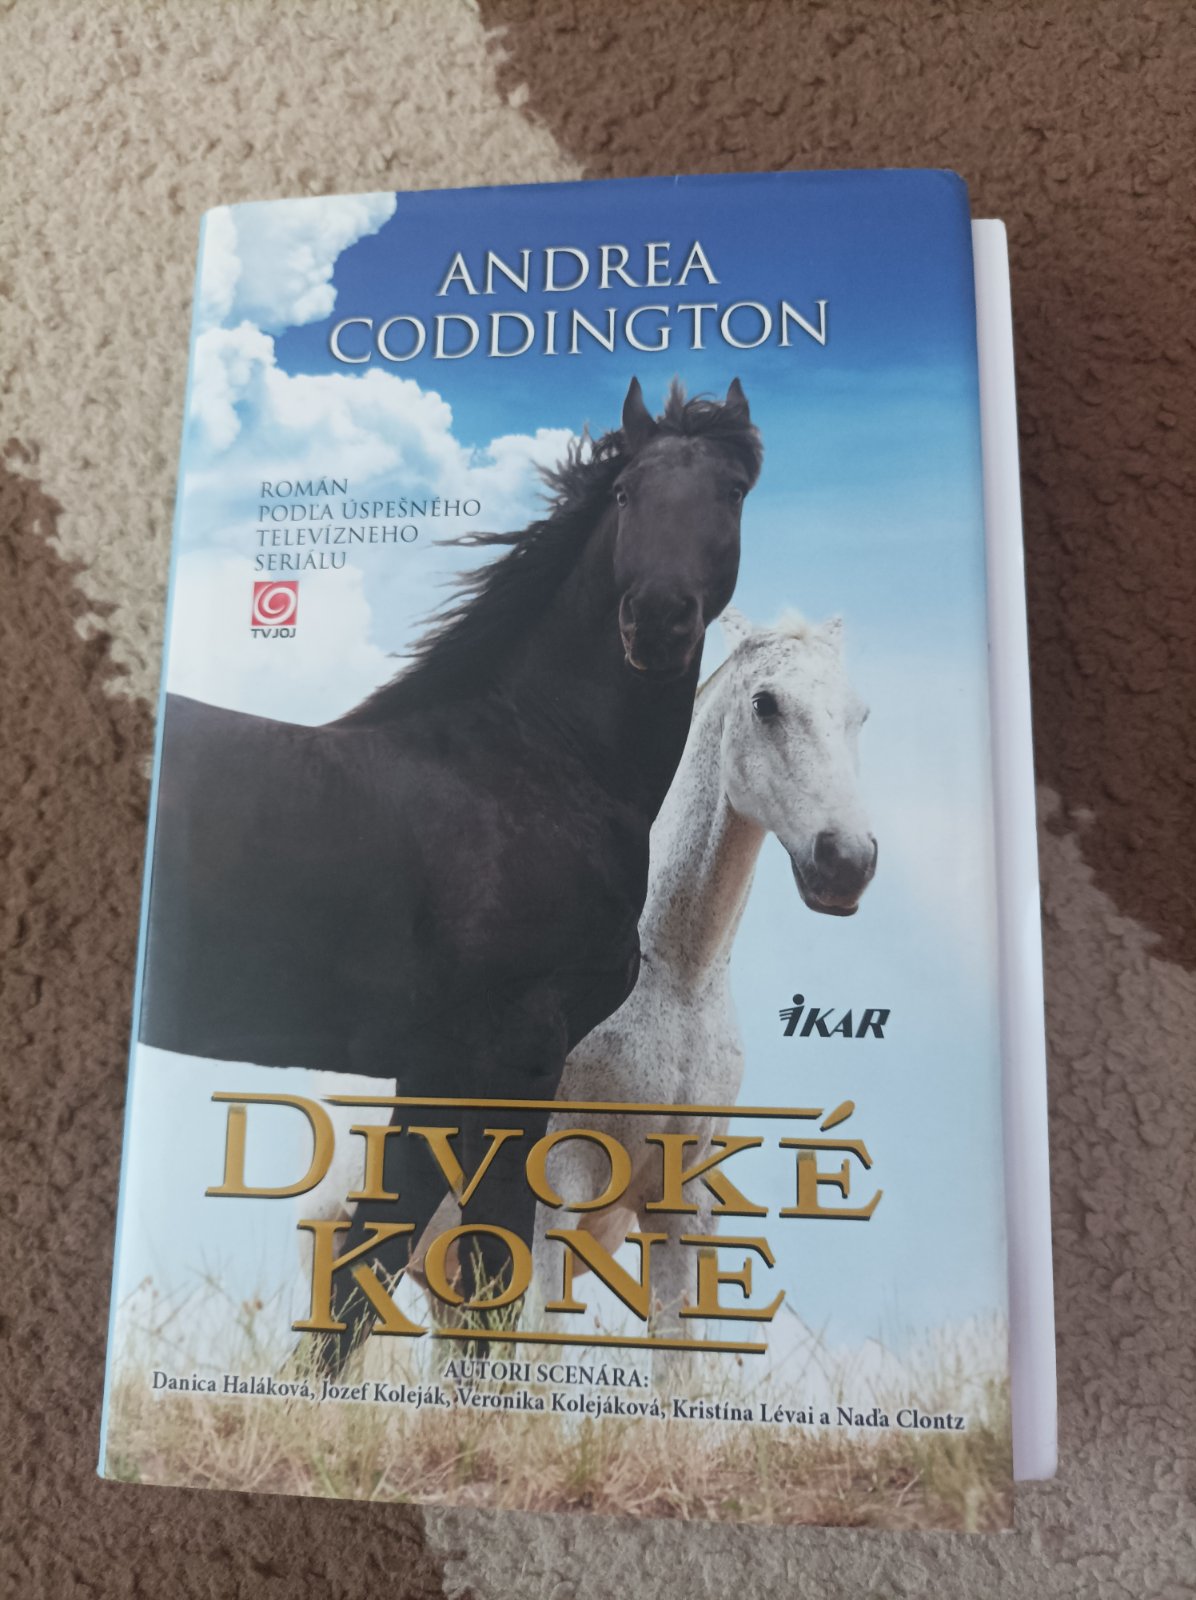 ANDREA
CODDINGTON
ROMÁN
PODĽA ÚSPEŠNÉHO
TELEVÍZNEHO
SERIÁLU
TVJOJ
IKAR
DIVOKÉ
KONE
AUTORI SCENÁRA:
Danica Haláková, Jozef Koleják, Veronika Kolejáková, Kristína Lévai a Naďa Clontz